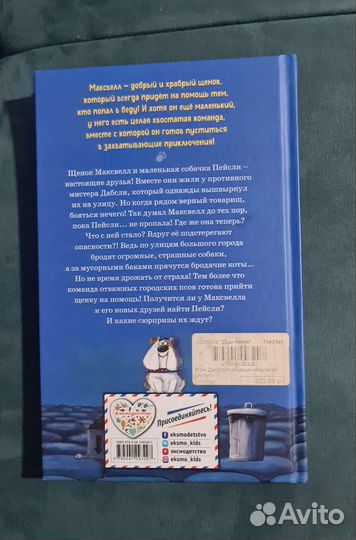 Максвелл – добрый и храбрый щенок,
который всегда придёт на помощь тем,
кто попал в беду! И хотя он ещё маленький,
у него есть целая хвостатая команда,
вместе с которой он готов пуститься
в захватывающие приключения!
Щенок Максвелл и маленькая собачка Пейсли –
настоящие друзья! Вместе они жили у противного
мистера Дабсли, который однажды вышвырнул
их на улицу. Но когда рядом верный товарищ,
бояться нечего! Так думал Максвелл до тех пор,
пока Пейсли... не пропала! Где же она теперь?
Что с ней стало? Вдруг её подстерегают
опасности?! Ведь по улицам большого города
бродят огромные, страшные собаки,
а за мусорными баками прячутся бродячие коты...
Но не время дрожать от страха! Тем более что
команда отважных городских псов готова прийти
щенку на помощь! Получится ли у Максвелла
и его новых друзей найти Пейсли?
И какие сюрпризы их ждут?
Присоединяйтесь!
eksmodetstvo
eksmo_kids
эксмодетство
eksmo_kids
Avito